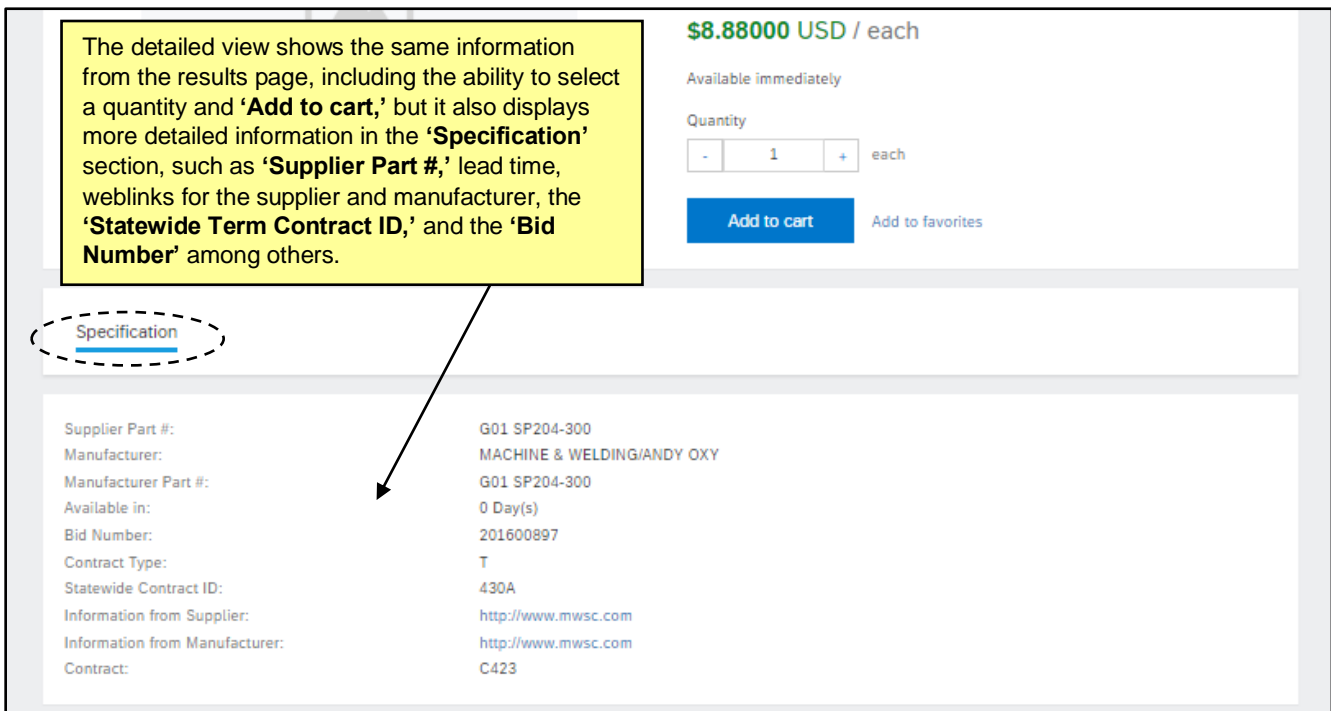 The detailed view shows the same information
from the results page, including the ability to select
a quantity and ‘Add to cart,’ but it also displays
more detailed information in the ‘Specification’
section, such as ‘Supplier Part #,’ lead time,
weblinks for the supplier and manufacturer, the
‘Statewide Term Contract ID,’ and the ‘Bid
Number’ among others.
$8.88000 USD / each
Available immediately
Quantity
- 1 + each
Add to cart Add to favorites
Specification
Supplier Part #: G01 SP204-300
Manufacturer: MACHINE & WELDING/ANDY OXY
Manufacturer Part #: G01 SP204-300
Available in: 0 Day(s)
Bid Number: 201600897
Contract Type: T
Statewide Contract ID: 430A
Information from Supplier: http://www.mwsc.com
Information from Manufacturer: http://www.mwsc.com
Contract: C423